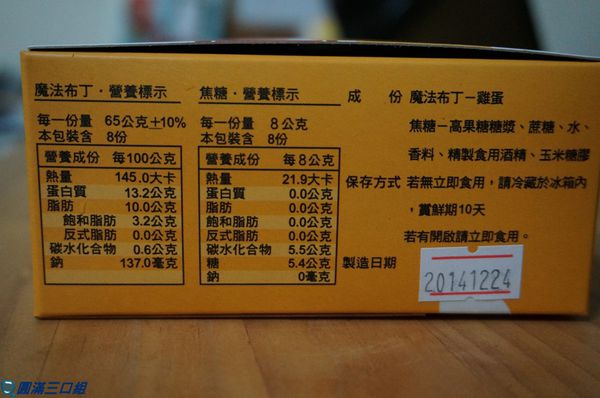 魔法布丁‧營養標示
每一份量 65公克±10%
本包裝含 8份
營養成份 每100公克
熱量 145.0大卡
蛋白質 13.2公克
脂肪 10.0公克
飽和脂肪 3.2公克
反式脂肪 0.0公克
碳水化合物 0.6公克
鈉 137.0毫克
焦糖‧營養標示
每一份量 8公克
本包裝含 8份
營養成份 每8公克
熱量 21.9大卡
蛋白質 0.0公克
脂肪 0.0公克
飽和脂肪 0.0公克
反式脂肪 0.0公克
碳水化合物 5.5公克
糖 5.4公克
鈉 0毫克
成份 魔法布丁－雞蛋
焦糖－高果糖糖漿、蔗糖、水、
香料、精製食用酒精、玉米糖膠
保存方式 若無立即食用，請冷藏於冰箱內
，賞鮮期10天
若有開啟請立即食用。
製造日期 20141224
圓滿三口組